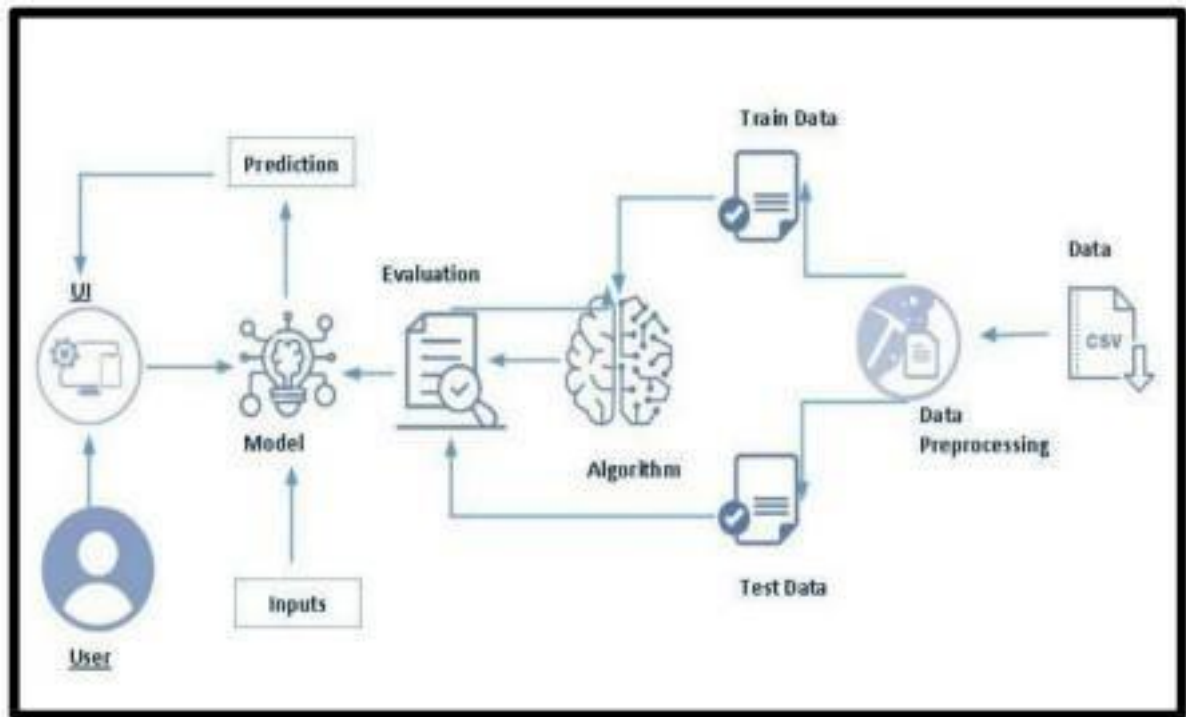 Train Data
Prediction
Data
Evaluation
UI
CSV
Data
Preprocessing
Model
Algorithm
Test Data
Inputs
User